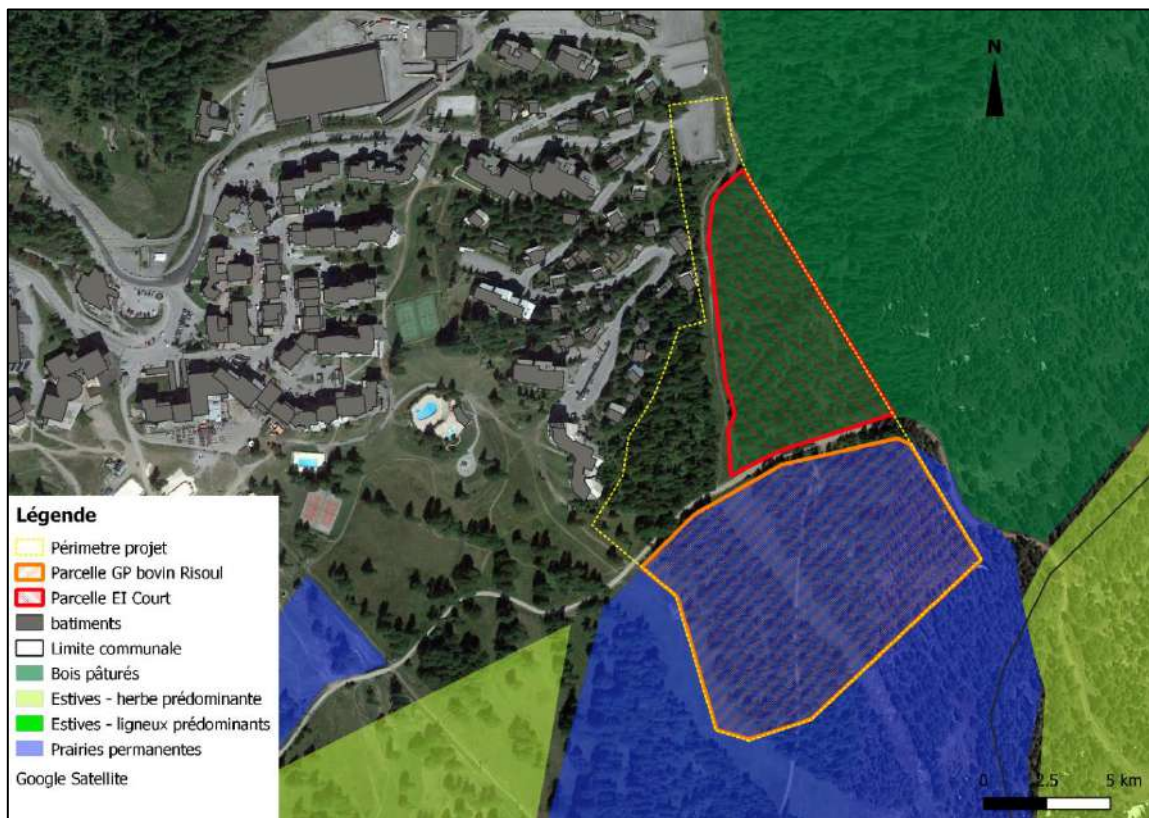 N
Légende
Périmetre projet
Parcelle GP bovin Risoul
Parcelle EI Court
batiments
Limite communale
Bois pâturés
Estives - herbe prédominante
Estives - ligneux prédominants
Prairies permanentes
Google Satellite
0 2.5 5 km